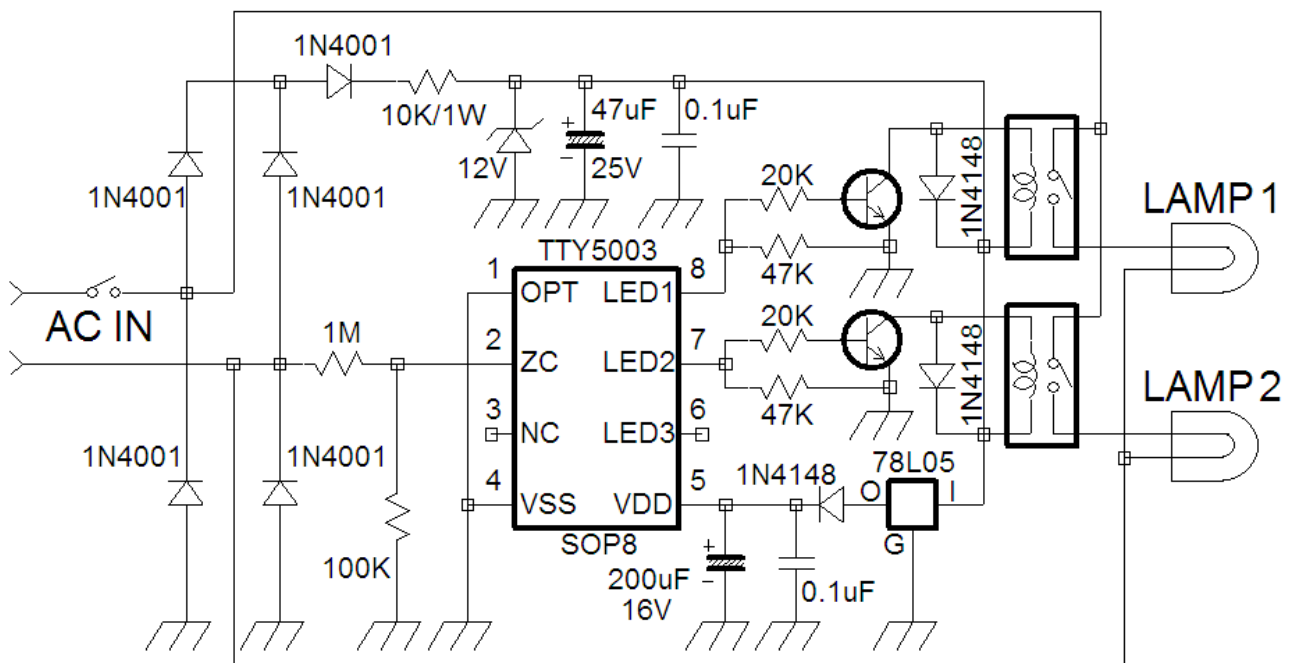 1N4001
10K/1W
12V
+
47uF
–
25V
0.1uF
1N4001
1N4001
20K
47K
1N4148
LAMP 1
TTY5003
1
OPT
LED1
8
AC IN
1M
2
ZC
LED2
7
20K
47K
1N4148
LAMP 2
3
NC
LED3
6
1N4001
1N4001
4
VSS
VDD
5
1N4148
78L05
O
I
G
SOP8
100K
+
200uF
–
16V
0.1uF